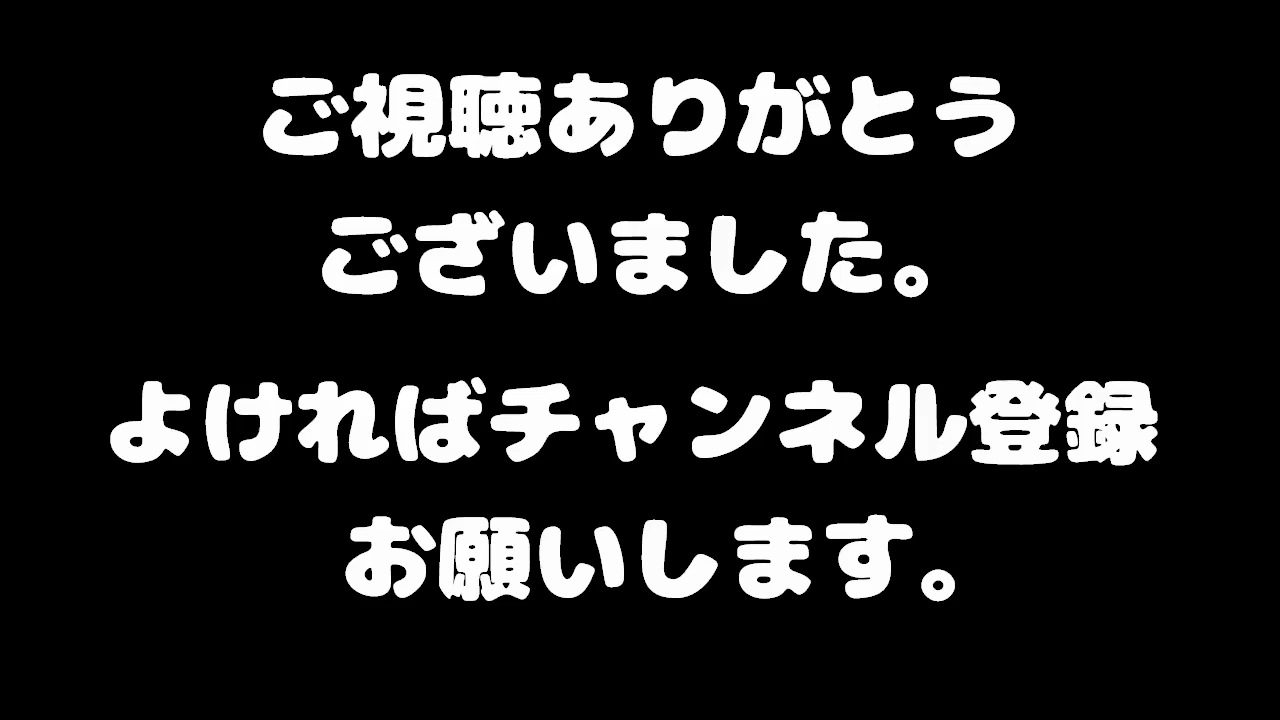 ご視聴ありがとう
ございました。
よければチャンネル登録
お願いします。